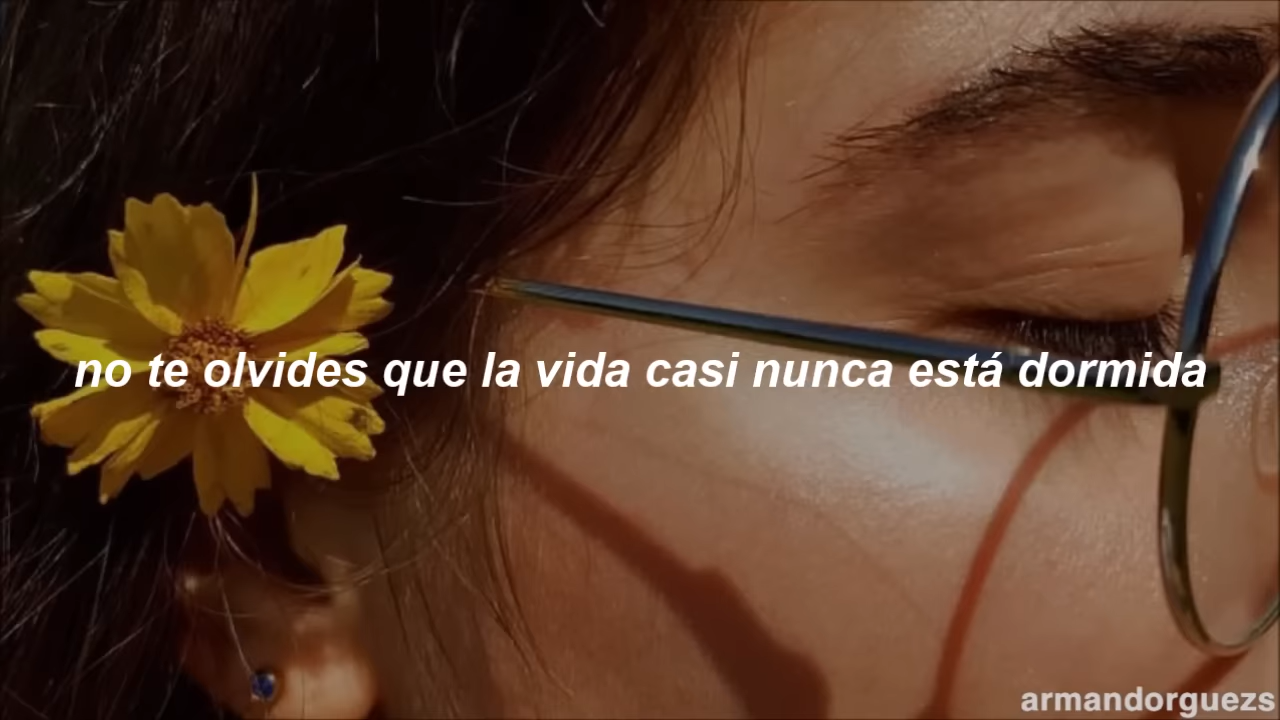 no te olvides que la vida casi nunca está dormida
armandorguezs